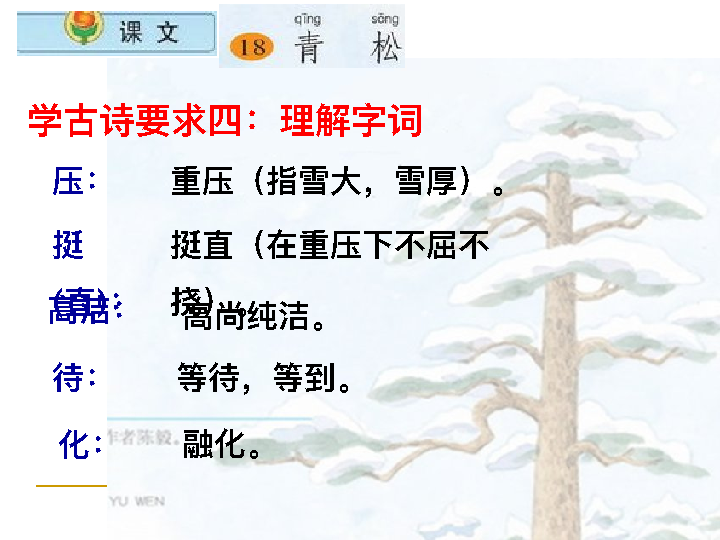 课 文
qīng sōng
18 青 松
学古诗要求四：理解字词
压： 重压（指雪大，雪厚）。
挺 挺直（在重压下不屈不
（直）： 挠）。
高洁： 高尚纯洁。
待： 等待，等到。
作者陈毅。
化： 融化。
YU WEN